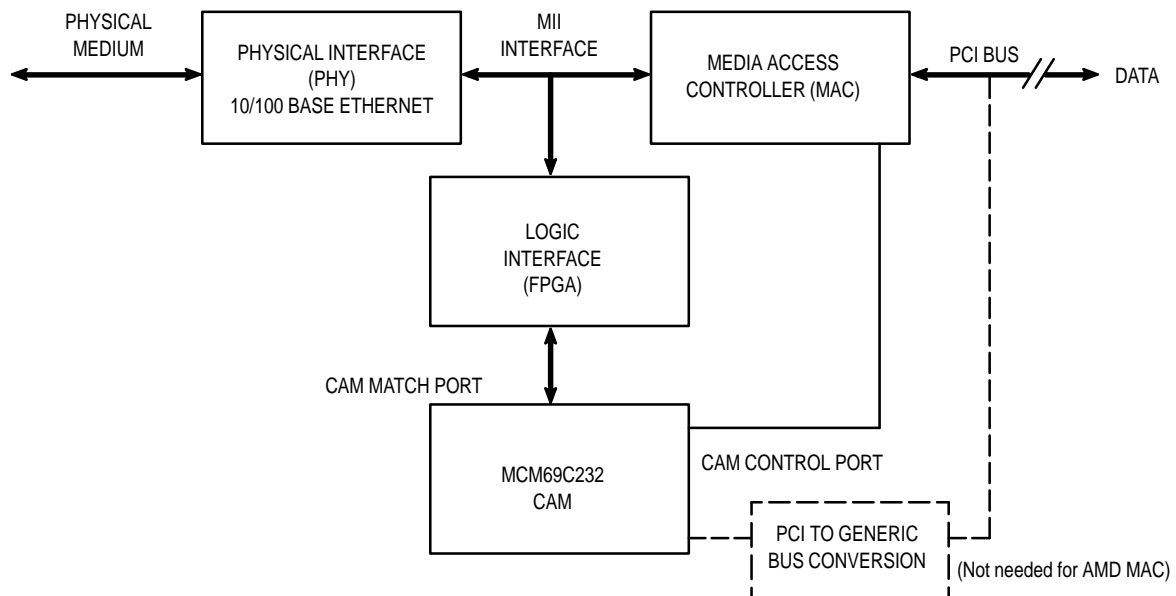 PHYSICAL
MEDIUM
PHYSICAL INTERFACE
(PHY)
10/100 BASE ETHERNET
MII
INTERFACE
MEDIA ACCESS
CONTROLLER (MAC)
PCI BUS
DATA
LOGIC
INTERFACE
(FPGA)
CAM MATCH PORT
MCM69C232
CAM
CAM CONTROL PORT
PCI TO GENERIC
BUS CONVERSION
(Not needed for AMD MAC)